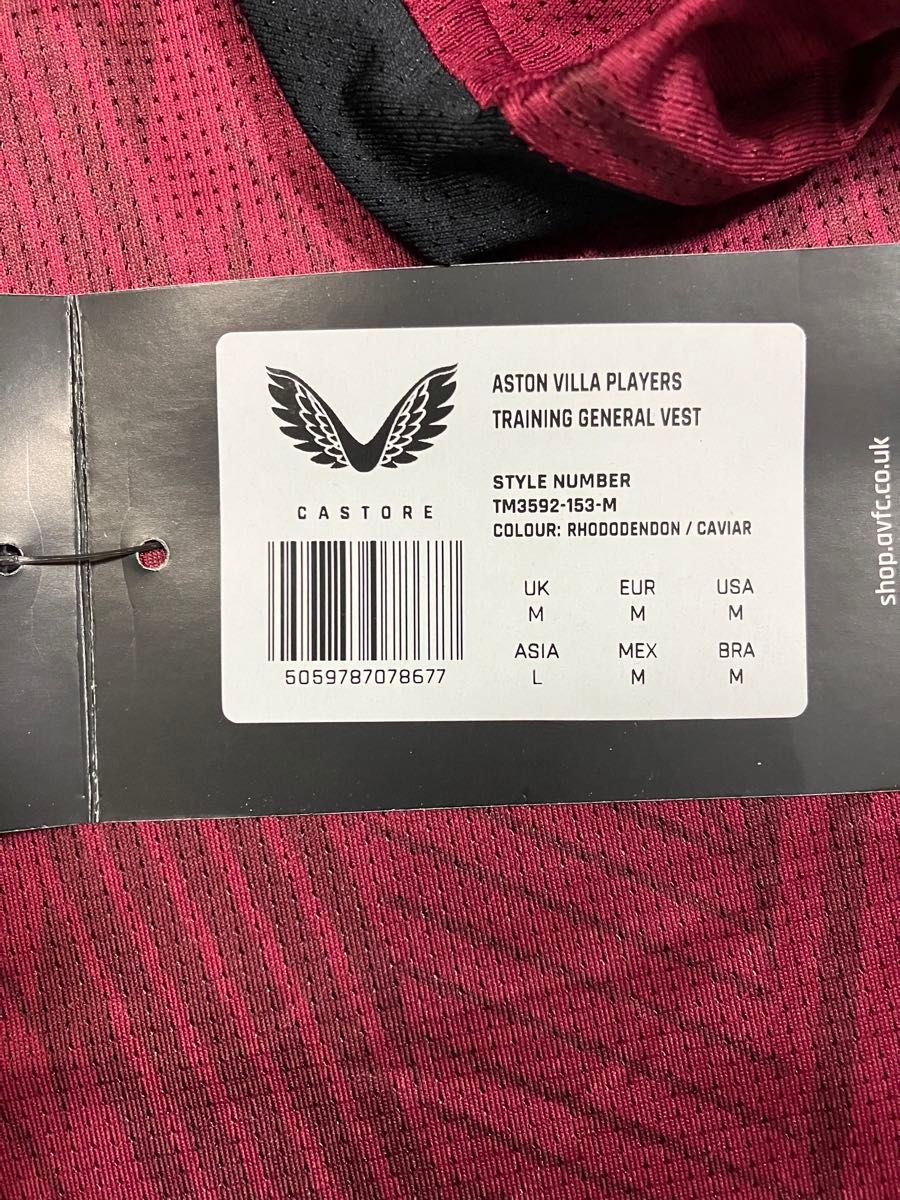 ASTON VILLA PLAYERS
TRAINING GENERAL VEST
CASTORE
STYLE NUMBER
TM3592-153-M
COLOUR: RHODODENDON / CAVIAR
UK EUR USA
M M M
ASIA MEX BRA
L M M
5059787078677
shop.avfc.co.uk